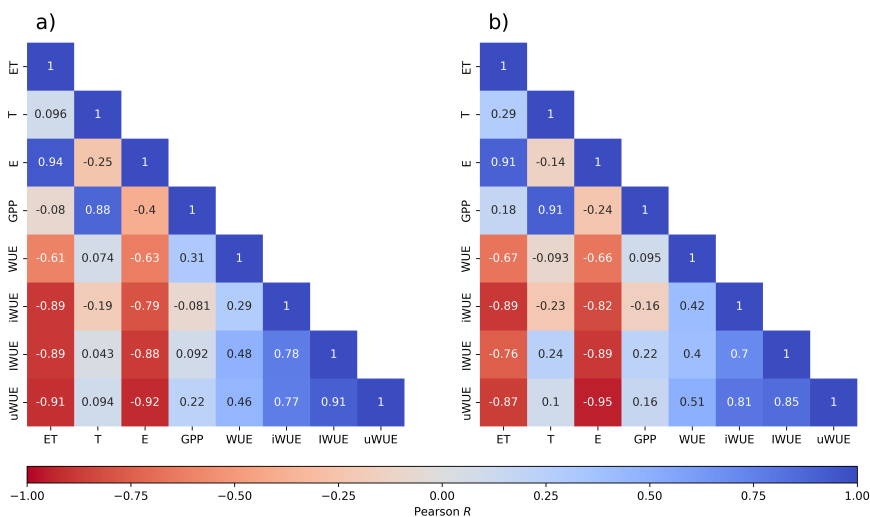 a) b)
ET 1 ET 1
T 0.096 1 T 0.29 1
E 0.94 -0.25 1 E 0.91 -0.14 1
GPP -0.08 0.88 -0.4 1 GPP 0.18 0.91 -0.24 1
WUE -0.61 0.074 -0.63 0.31 1 WUE -0.67 -0.093 -0.66 0.095 1
iWUE -0.89 -0.19 -0.79 -0.081 0.29 1 iWUE -0.89 -0.23 -0.82 -0.16 0.42 1
IWUE -0.89 0.043 -0.88 0.092 0.48 0.78 1 IWUE -0.76 0.24 -0.89 0.22 0.4 0.7 1
uWUE -0.91 0.094 -0.92 0.22 0.46 0.77 0.91 1 uWUE -0.87 0.1 -0.95 0.16 0.51 0.81 0.85 1
ET T E GPP WUE iWUE IWUE uWUE ET T E GPP WUE iWUE IWUE uWUE
−1.00 −0.75 −0.50 −0.25 0.00 0.25 0.50 0.75 1.00
Pearson R